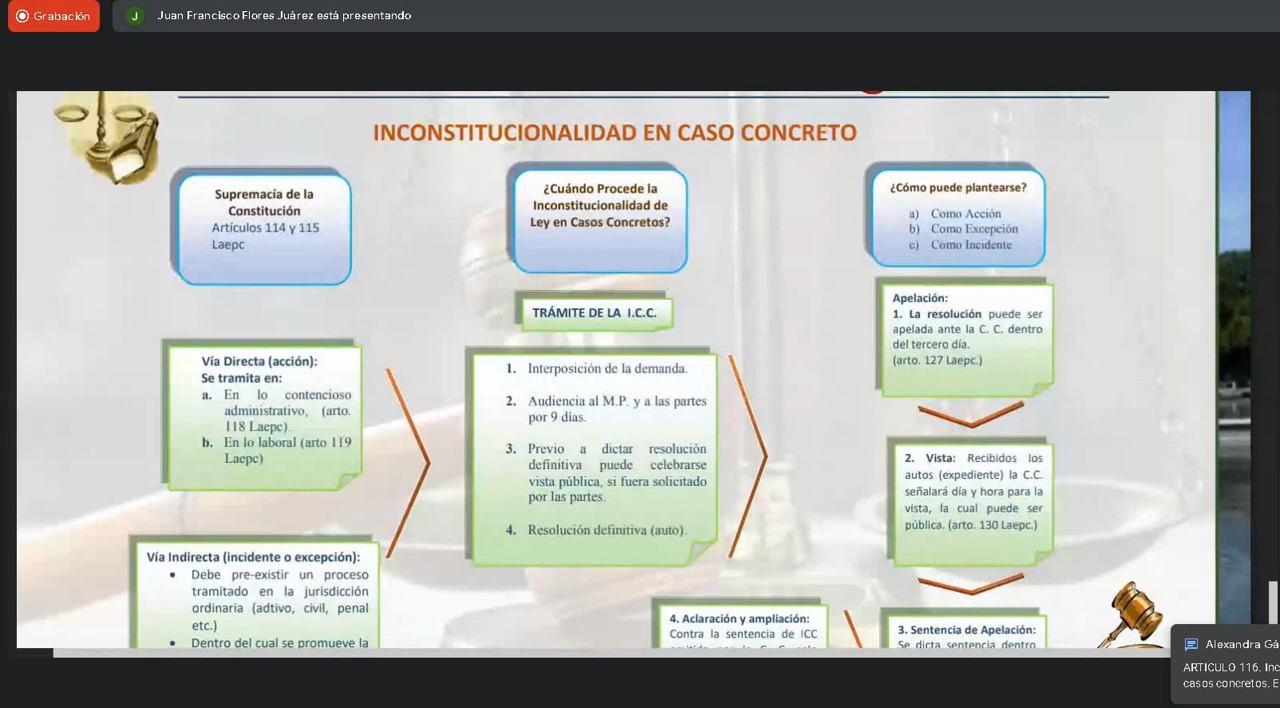 Grabación
J
Juan Francisco Flores Juárez está presentando
INCONSTITUCIONALIDAD EN CASO CONCRETO
Supremacía de la
Constitución
Artículos 114 y 115
Laepc
¿Cuándo Procede la
Inconstitucionalidad de
Ley en Casos Concretos?
¿Cómo puede plantearse?
a) Como Acción
b) Como Excepción
c) Como Incidente
TRÁMITE DE LA I.C.C.
Vía Directa (acción):
Se tramita en:
a. En lo contencioso
administrativo, (arto.
118 Laepc).
b. En lo laboral (arto 119
Laepc)
1. Interposición de la demanda.
2. Audiencia al M.P. y a las partes
por 9 días.
3. Previo a dictar resolución
definitiva puede celebrarse
vista pública, si fuera solicitado
por las partes.
4. Resolución definitiva (auto).
Apelación:
1. La resolución puede ser
apelada ante la C. C. dentro
del tercero día.
(arto. 127 Laepc.)
2. Vista: Recibidos los
autos (expediente) la C.C.
señalará día y hora para la
vista, la cual puede ser
pública. (arto. 130 Laepc.)
Vía Indirecta (incidente o excepción):
• Debe pre-existir un proceso
tramitado en la jurisdicción
ordinaria (adtivo, civil, penal
etc.)
• Dentro del cual se promueve la
4. Aclaración y ampliación:
Contra la sentencia de ICC
3. Sentencia de Apelación:
Se dicta sentencia dentro
Alexandra Gá
ARTICULO 116. Inc
casos concretos. E